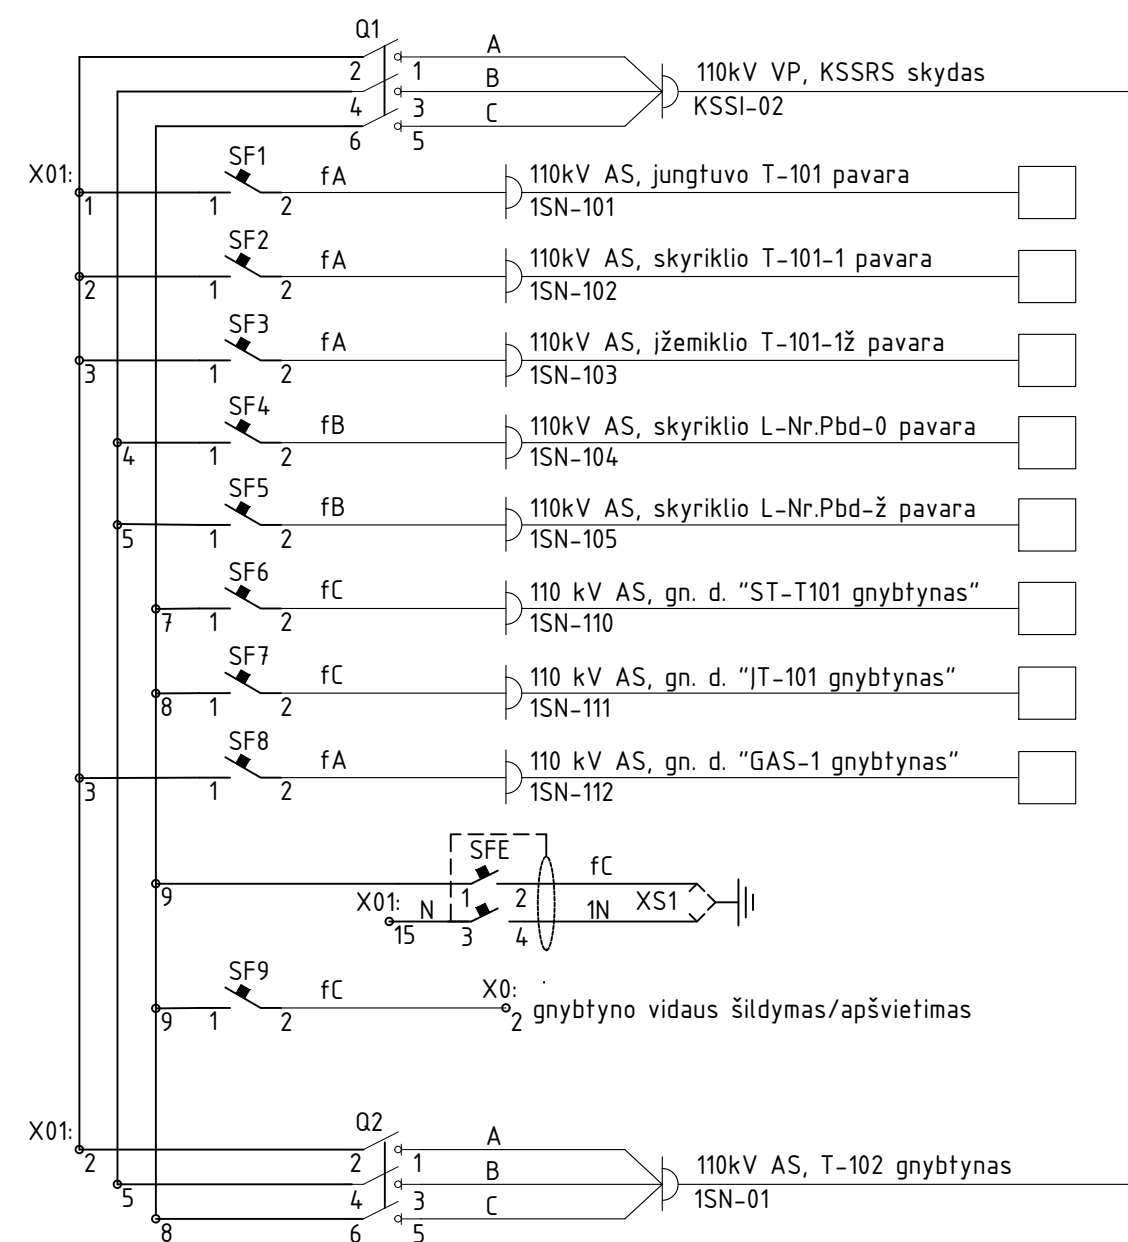 Q1
A
2 1
B
4 3
C
6 5
110kV VP, KSSRS skydas
KSSI-02
X01:
SF1
fA
110kV AS, jungtuvo T-101 pavara
1 1 2
1SN-101
SF2
fA
110kV AS, skyriklio T-101-1 pavara
2 1 2
1SN-102
SF3
fA
110kV AS, įžemiklio T-101-1ž pavara
3 1 2
1SN-103
SF4
fB
110kV AS, skyriklio L-Nr.Pbd-0 pavara
4 1 2
1SN-104
SF5
fB
110kV AS, skyriklio L-Nr.Pbd-ž pavara
5 1 2
1SN-105
SF6
fC
110 kV AS, gn. d. "ST-T101 gnybtynas"
7 1 2
1SN-110
SF7
fC
110 kV AS, gn. d. "JT-101 gnybtynas"
8 1 2
1SN-111
SF8
fA
110 kV AS, gn. d. "GAS-1 gnybtynas"
3 1 2
1SN-112
SFE
fC
9 1 2
X01: N 1N XS1
15 3 4
SF9
fC
X0:
9 1 2 2 gnybtyno vidaus šildymas/apšvietimas
X01:
Q2
A
2 2 1
B
5 4 3
C
8 6 5
110kV AS, T-102 gnybtynas
1SN-01